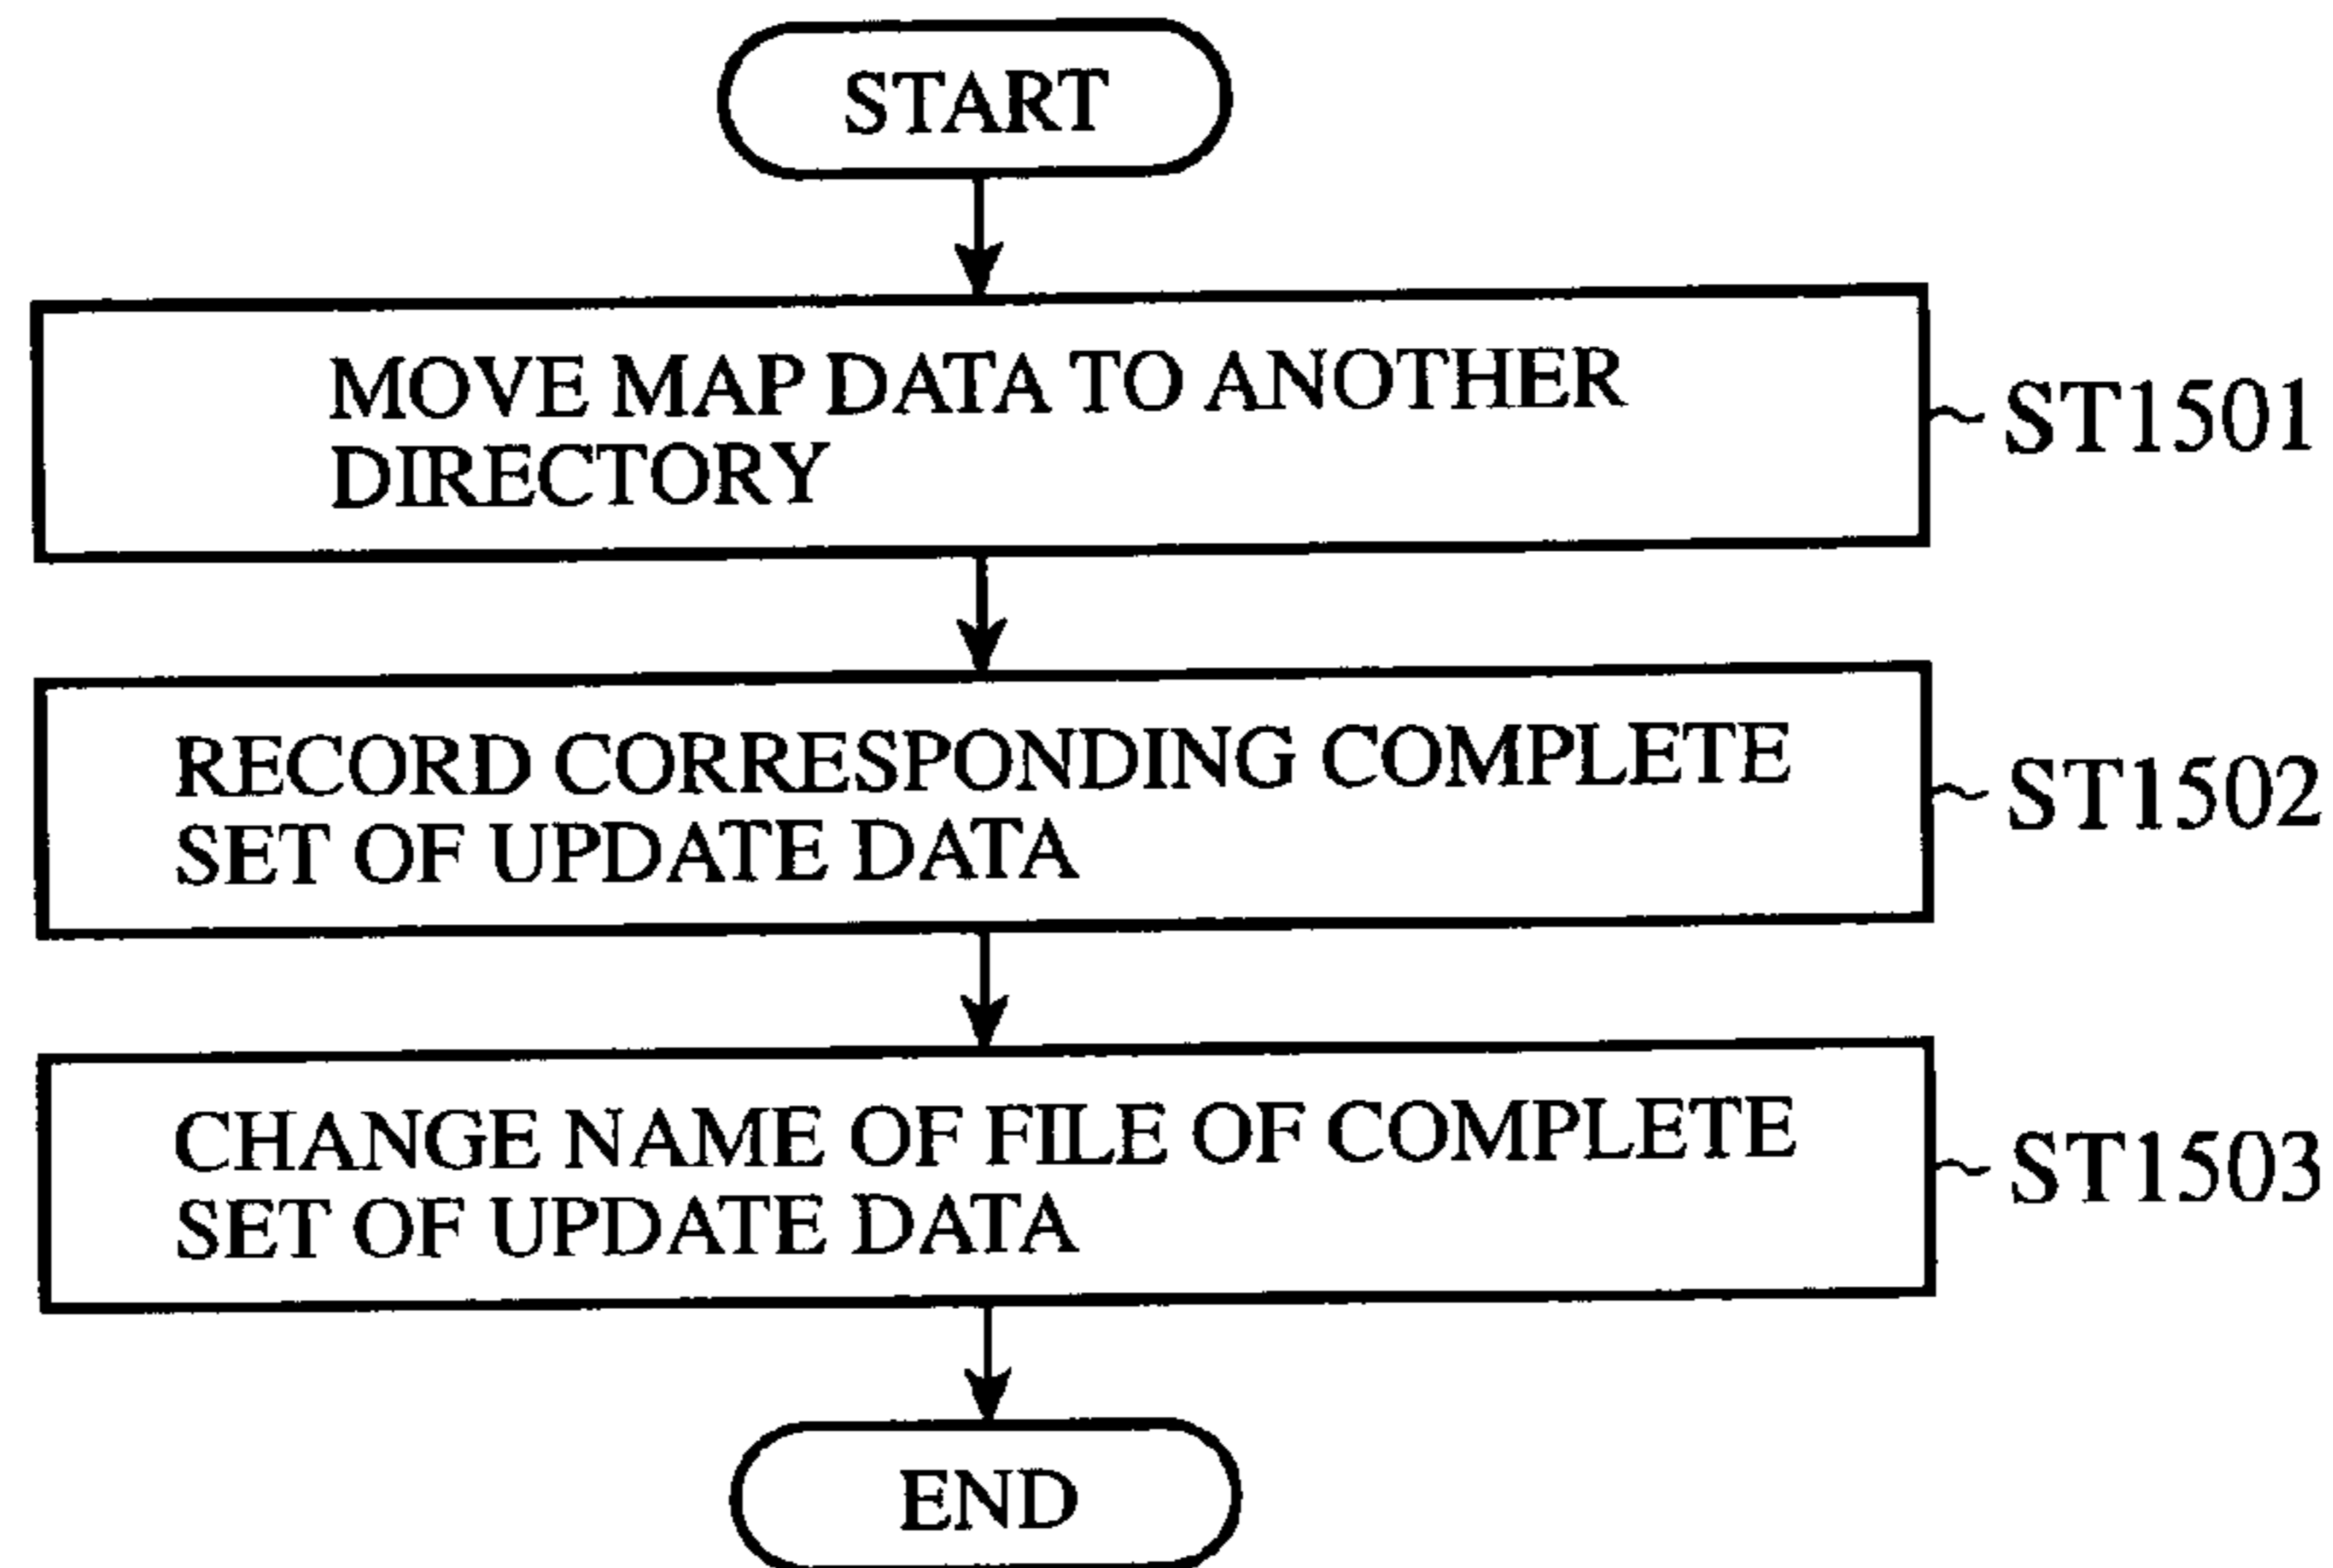 START
MOVE MAP DATA TO ANOTHER
DIRECTORY
ST1501
RECORD CORRESPONDING COMPLETE
SET OF UPDATE DATA
ST1502
CHANGE NAME OF FILE OF COMPLETE
SET OF UPDATE DATA
ST1503
END